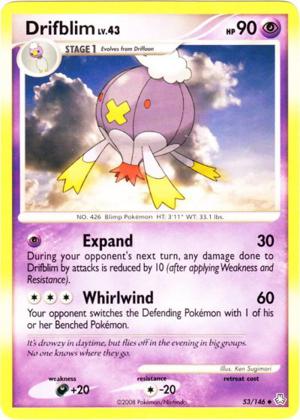 Drifblim LV.43
HP 90
STAGE 1 Evolves from Drifloon
NO. 426 Blimp Pokémon HT: 3'11" WT: 33.1 lbs.
Expand 30
During your opponent's next turn, any damage done to
Drifblim by attacks is reduced by 10 (after applying Weakness and
Resistance).
Whirlwind 60
Your opponent switches the Defending Pokémon with 1 of his
or her Benched Pokémon.
It's drowzy in daytime, but flies off in the evening in big groups.
No one knows where they go.
Illus. Ken Sugimori
weakness resistance retreat cost
+20 -20
©2008 Pokémon/Nintendo 53/146